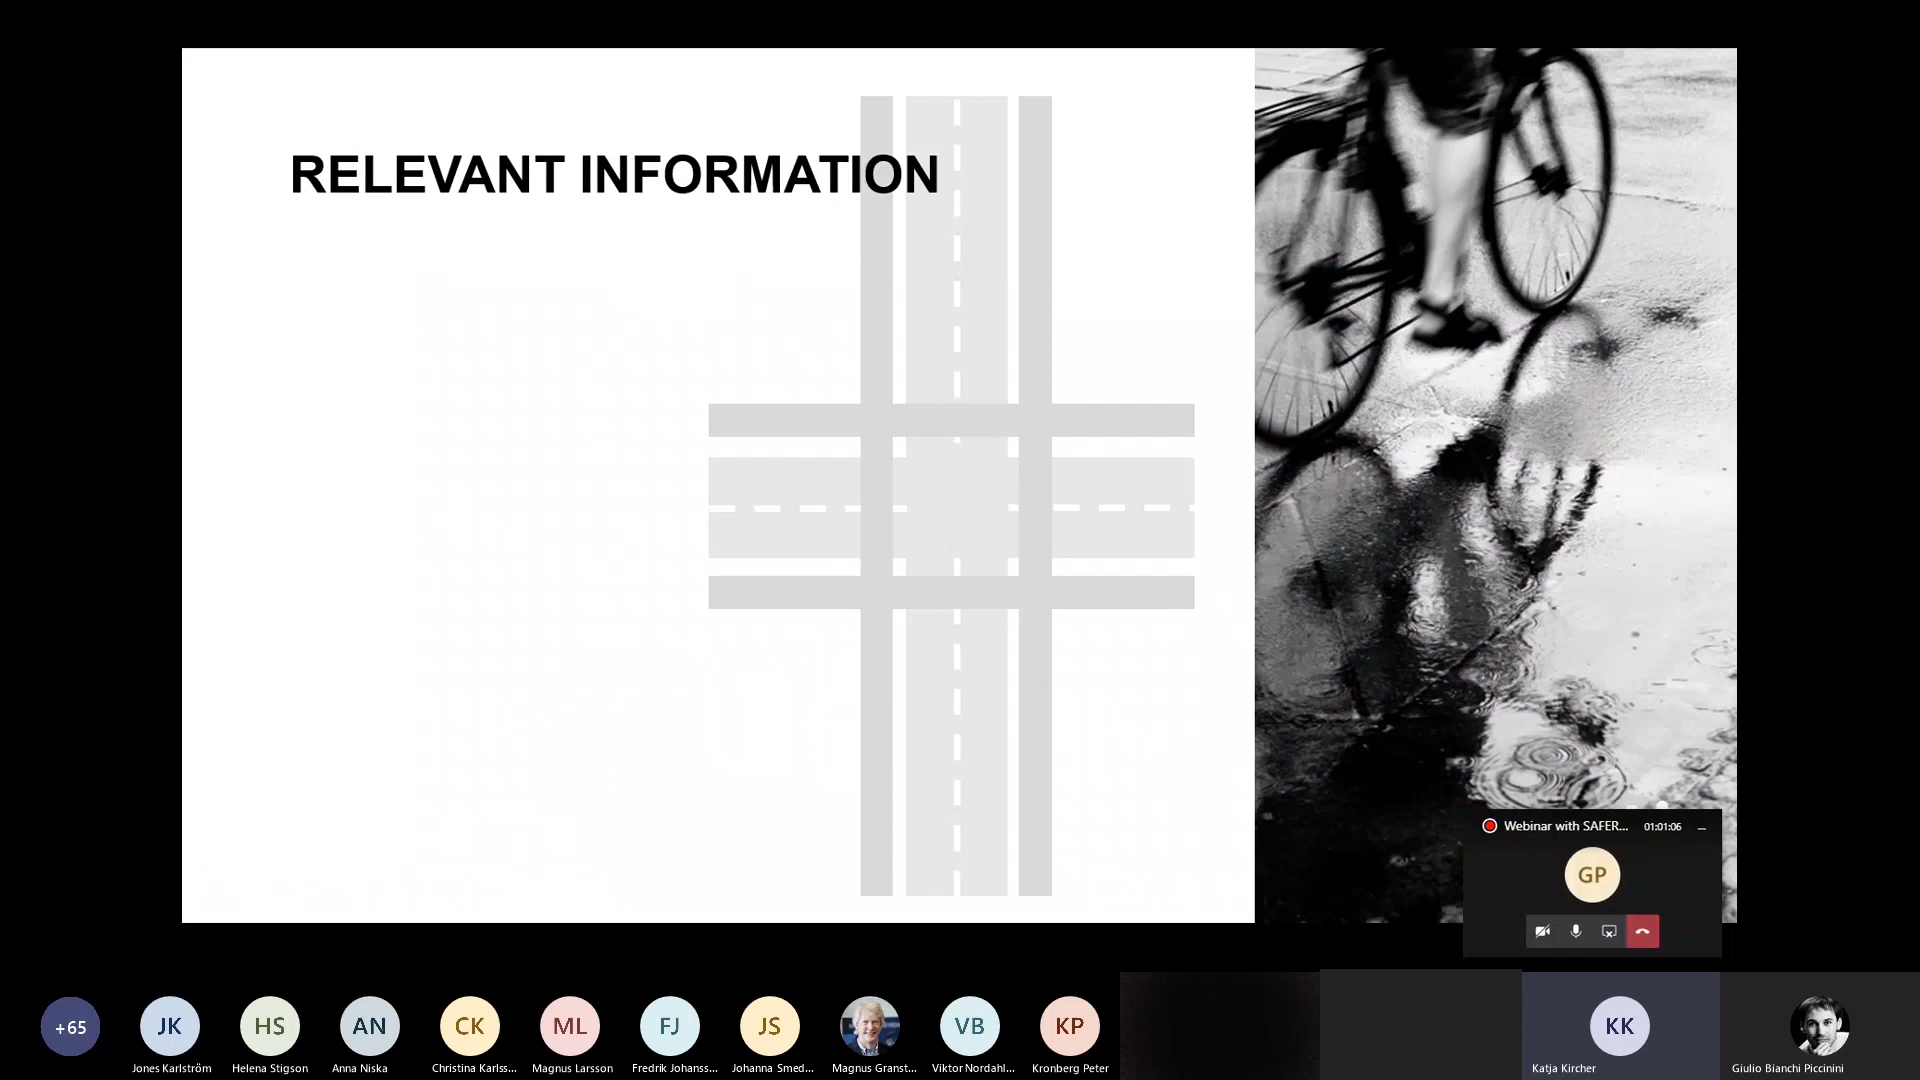 RELEVANT INFORMATION
Webinar with SAFER...
01:01:06
GP
+65
JK
HS
AN
CK
ML
FJ
JS
VB
KP
KK
Jones Karlström
Helena Stigson
Anna Niska
Christina Karlss...
Magnus Larsson
Fredrik Johanss...
Johanna Smed...
Magnus Granst...
Viktor Nordahl...
Kronberg Peter
Katja Kircher
Giulio Bianchi Piccinini